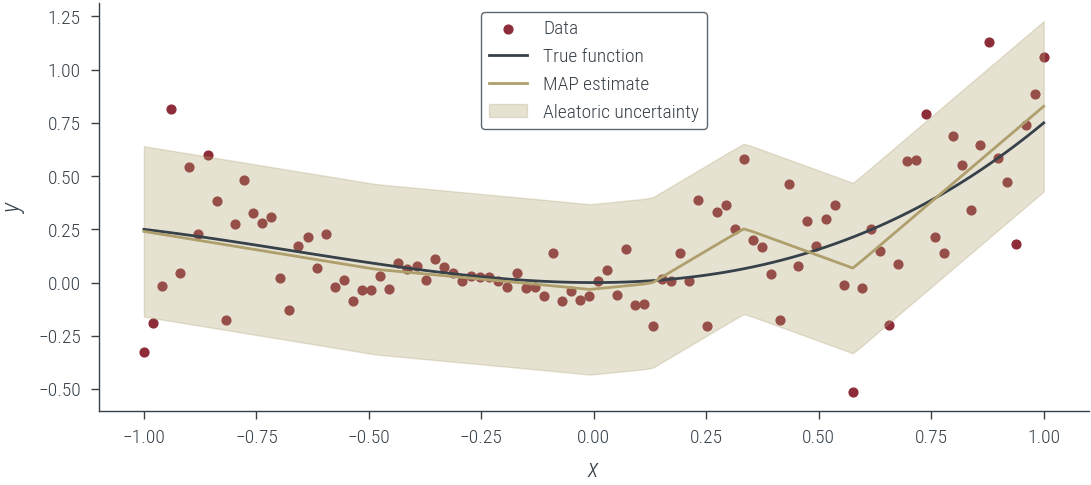 1.25
1.00
0.75
0.50
0.25
0.00
−0.25
−0.50
y
Data
True function
MAP estimate
Aleatoric uncertainty
−1.00 −0.75 −0.50 −0.25 0.00 0.25 0.50 0.75 1.00
x